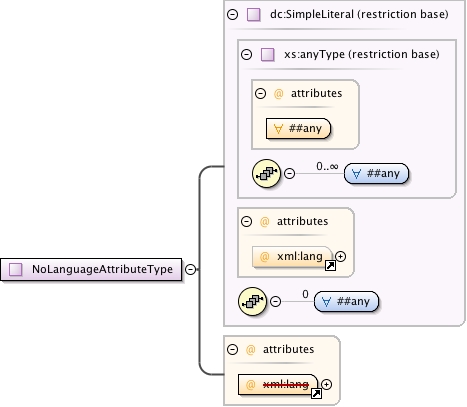 dc:SimpleLiteral (restriction base)
xs:anyType (restriction base)
@ attributes
∀ ##any
0..∞ ∀ ##any
@ attributes
@ xml:lang
NoLanguageAttributeType
0 ∀ ##any
@ attributes
@ xml:lang